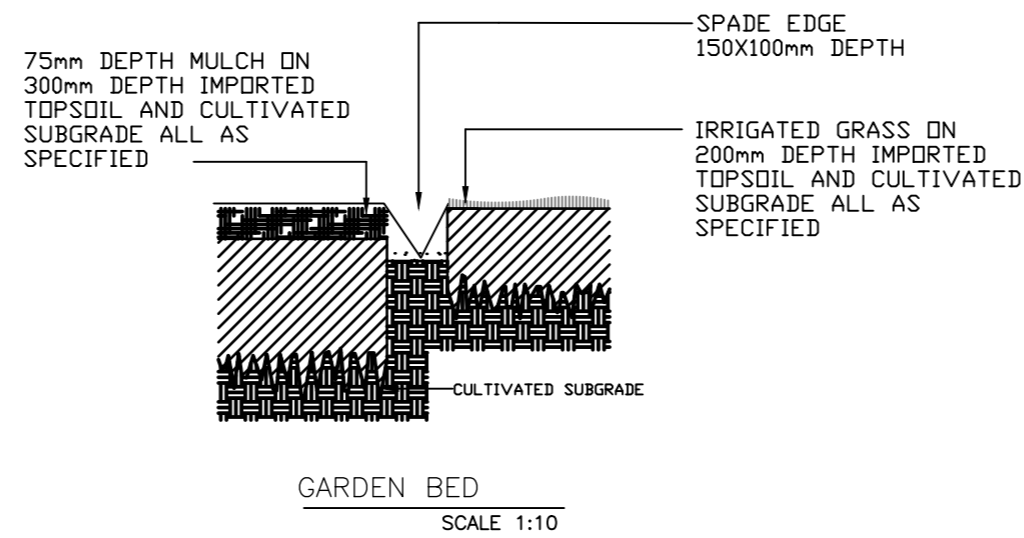 75mm DEPTH MULCH ON
300mm DEPTH IMPORTED
TOPSOIL AND CULTIVATED
SUBGRADE ALL AS
SPECIFIED
SPADE EDGE
150X100mm DEPTH
IRRIGATED GRASS ON
200mm DEPTH IMPORTED
TOPSOIL AND CULTIVATED
SUBGRADE ALL AS
SPECIFIED
CULTIVATED SUBGRADE
GARDEN BED
SCALE 1:10